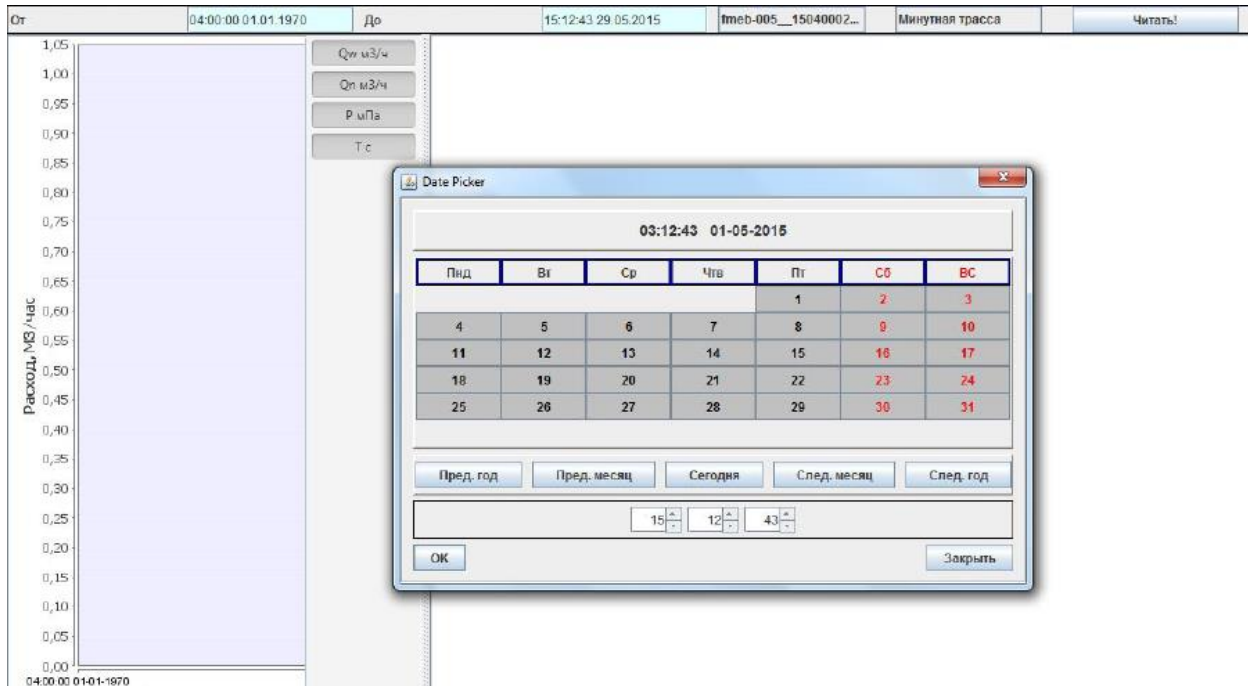 От 04:00:00 01.01.1970 До 15:12:43 29.05.2015 fmeb-005__15040002... Минутная трасса Читать!
1,05
1,00
0,95
0,90
0,85
0,80
0,75
0,70
0,65
0,60
0,55
0,50
0,45
0,40
0,35
0,30
0,25
0,20
0,15
0,10
0,05
0,00
Расход, М3/час
04:00:00 01-01-1970
Qw м3/ч
Qn м3/ч
P мПа
T c
Date Picker
03:12:43 01-05-2015
Пнд Вт Ср Чтв Пт Сб ВС
1 2 3
4 5 6 7 8 9 10
11 12 13 14 15 16 17
18 19 20 21 22 23 24
25 26 27 28 29 30 31
Пред. год Пред. месяц Сегодня След. месяц След. год
15 12 43
OK Закрыть